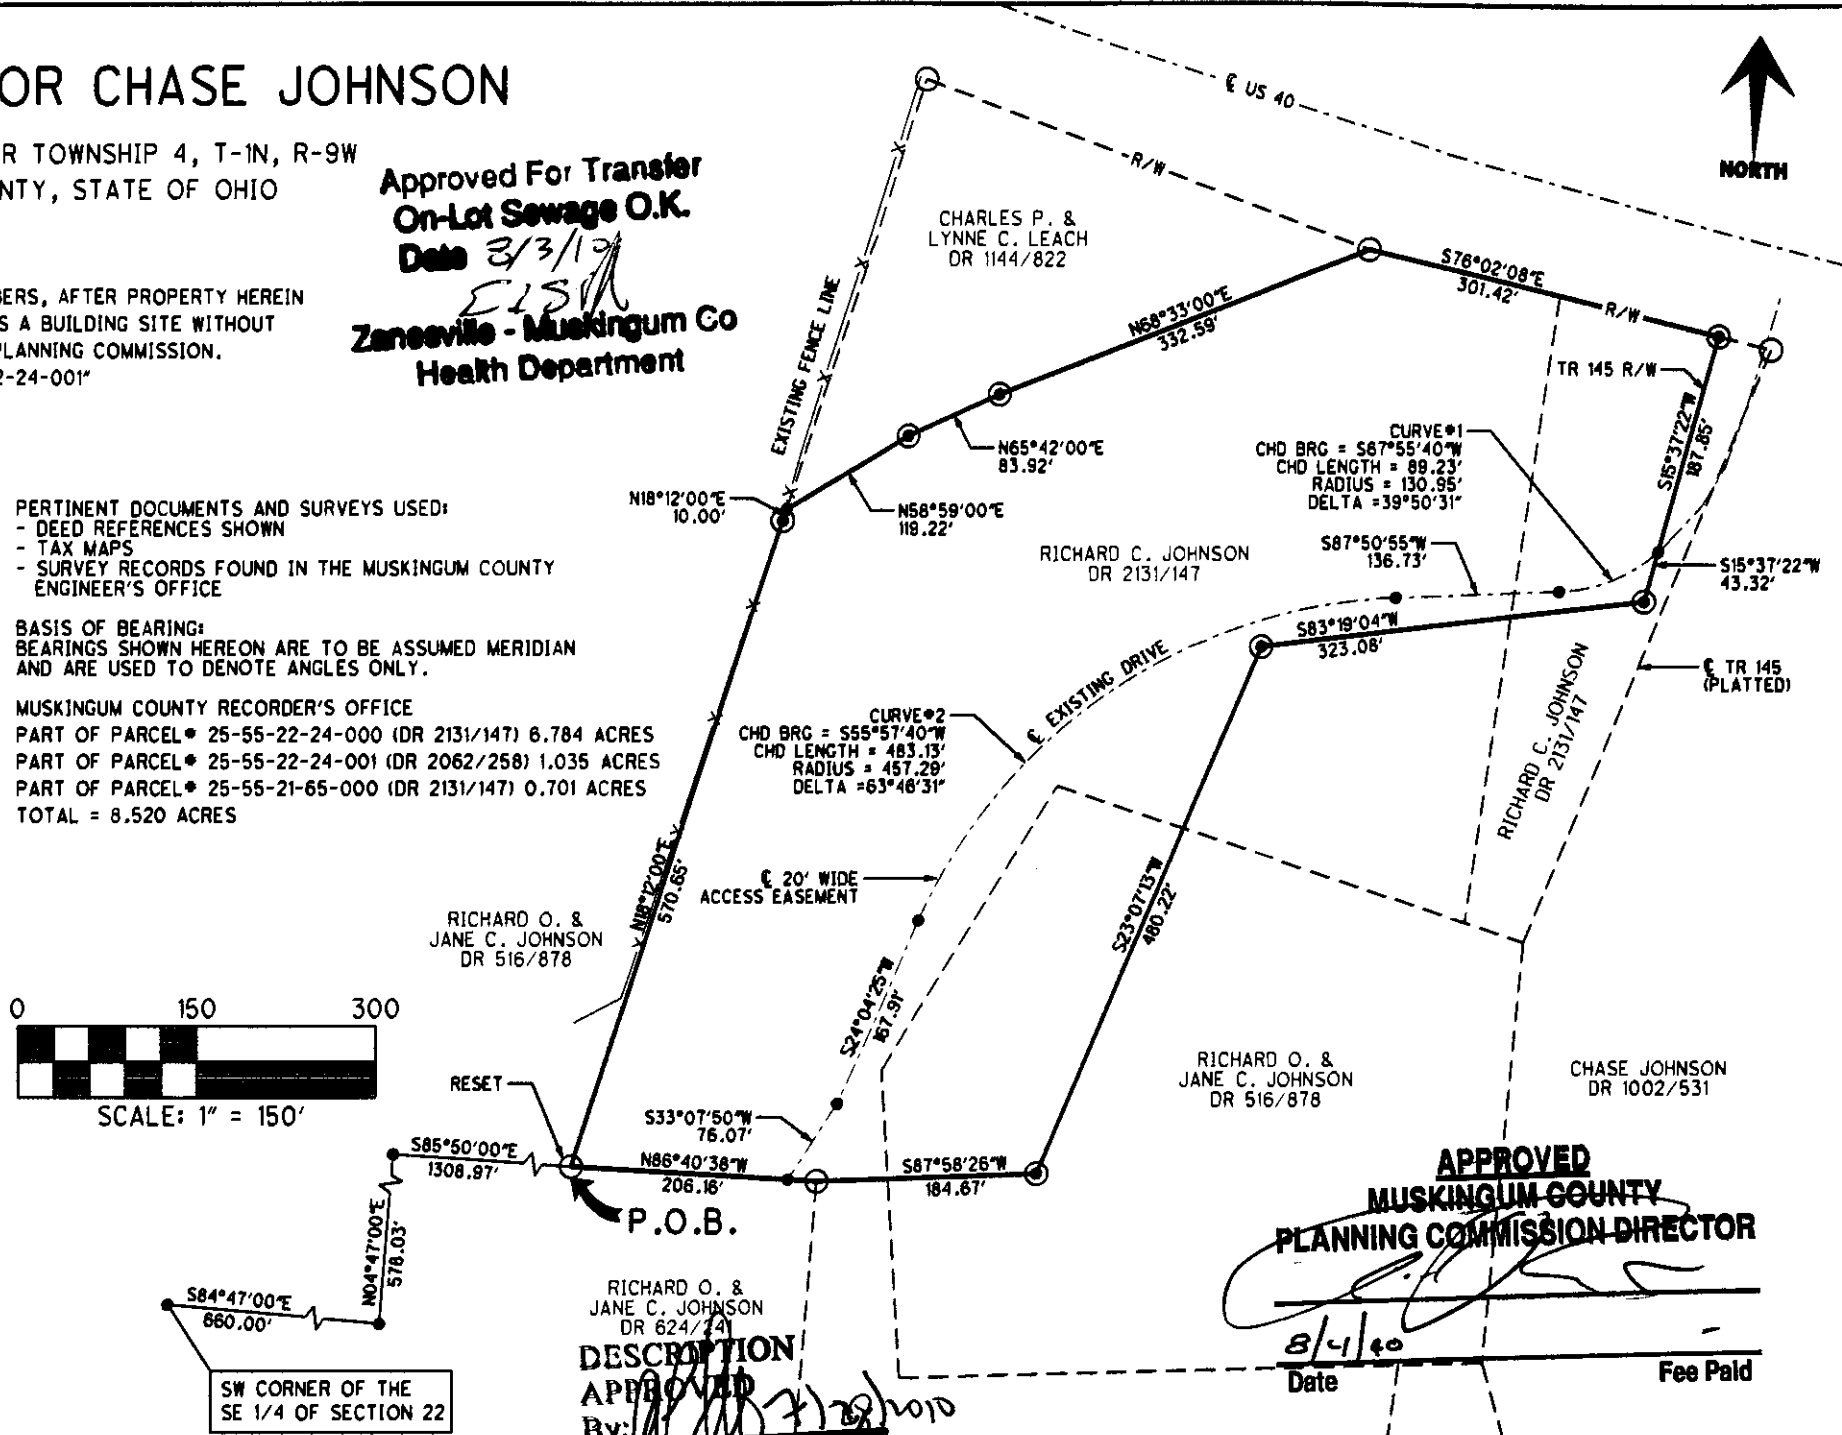 OR CHASE JOHNSON
R TOWNSHIP 4, T-1N, R-9W
NTY, STATE OF OHIO
Approved For Transfer
On-Lot Sewage O.K.
Date 8/3/10
Zanesville - Muskingum Co
Health Department
BERS, AFTER PROPERTY HEREIN
S A BUILDING SITE WITHOUT
PLANNING COMMISSION.
2-24-001"
PERTINENT DOCUMENTS AND SURVEYS USED:
- DEED REFERENCES SHOWN
- TAX MAPS
- SURVEY RECORDS FOUND IN THE MUSKINGUM COUNTY
ENGINEER'S OFFICE
BASIS OF BEARING:
BEARINGS SHOWN HEREON ARE TO BE ASSUMED MERIDIAN
AND ARE USED TO DENOTE ANGLES ONLY.
MUSKINGUM COUNTY RECORDER'S OFFICE
PART OF PARCEL# 25-55-22-24-000 (DR 2131/147) 6.784 ACRES
PART OF PARCEL# 25-55-22-24-001 (DR 2062/258) 1.035 ACRES
PART OF PARCEL# 25-55-21-65-000 (DR 2131/147) 0.701 ACRES
TOTAL = 8.520 ACRES
℄ US 40
NORTH
R/W
CHARLES P. &
LYNNE C. LEACH
DR 1144/822
EXISTING FENCE LINE
S76°02'08"E
301.42'
R/W
N68°33'00"E
332.59'
TR 145 R/W
S15°37'22"W
187.85'
N65°42'00"E
83.92'
CURVE#1
CHD BRG = S67°55'40"W
CHD LENGTH = 89.23'
RADIUS = 130.95'
DELTA =39°50'31"
N18°12'00"E
10.00'
N58°59'00"E
119.22'
RICHARD C. JOHNSON
DR 2131/147
S87°50'55"W
136.73'
S15°37'22"W
43.32'
S83°19'04"W
323.08'
℄ TR 145
(PLATTED)
℄ EXISTING DRIVE
RICHARD C. JOHNSON
DR 2131/147
CURVE#2
CHD BRG = S55°57'40"W
CHD LENGTH = 483.13'
RADIUS = 457.29'
DELTA =63°46'31"
N18°12'00"E
570.65'
℄ 20' WIDE
ACCESS EASEMENT
S23°07'13"W
480.22'
RICHARD O. &
JANE C. JOHNSON
DR 516/878
S24°04'25"W
167.91'
0 150 300
SCALE: 1" = 150'
RESET
RICHARD O. &
JANE C. JOHNSON
DR 516/878
CHASE JOHNSON
DR 1002/531
S33°07'50"W
76.07'
S85°50'00"E
1308.97'
N86°40'38"W
206.16'
S87°58'26"W
184.67'
P.O.B.
N04°47'00"E
578.03'
S84°47'00"E
660.00'
SW CORNER OF THE
SE 1/4 OF SECTION 22
RICHARD O. &
JANE C. JOHNSON
DR 624/24
DESCRIPTION
APPROVED
By:
7/28/2010
APPROVED
MUSKINGUM COUNTY
PLANNING COMMISSION DIRECTOR
Date
Fee Paid